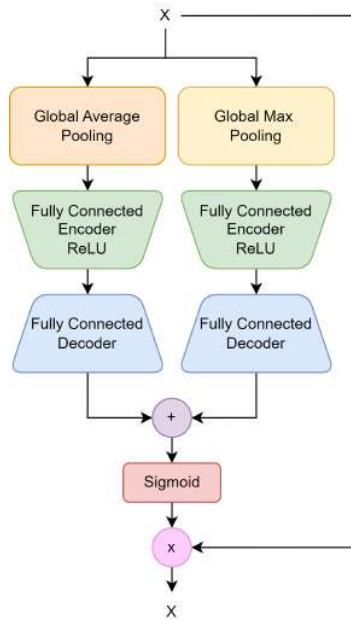 X
Global Average
Pooling
Global Max
Pooling
Fully Connected
Encoder
ReLU
Fully Connected
Encoder
ReLU
Fully Connected
Decoder
Fully Connected
Decoder
+
Sigmoid
x
X